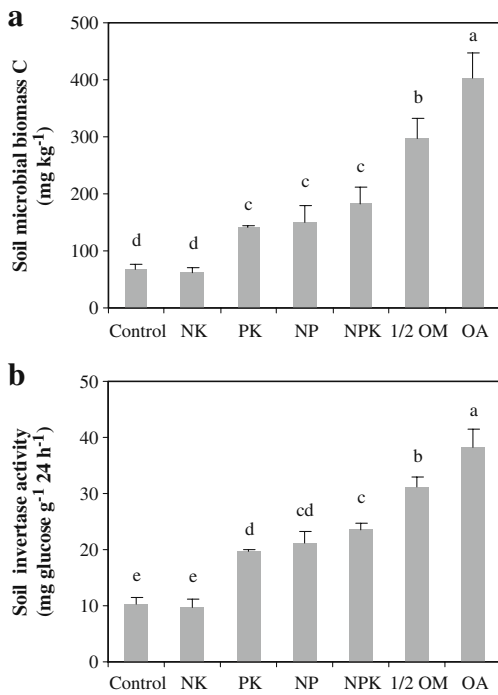 a
Soil microbial biomass C
(mg kg-1)
500
400
300
200
100
0
d
d
c
c
c
b
a
Control
NK
PK
NP
NPK
1/2 OM
OA
b
Soil invertase activity
(mg glucose g-1 24 h-1)
50
40
30
20
10
0
e
e
d
cd
c
b
a
Control
NK
PK
NP
NPK
1/2 OM
OA